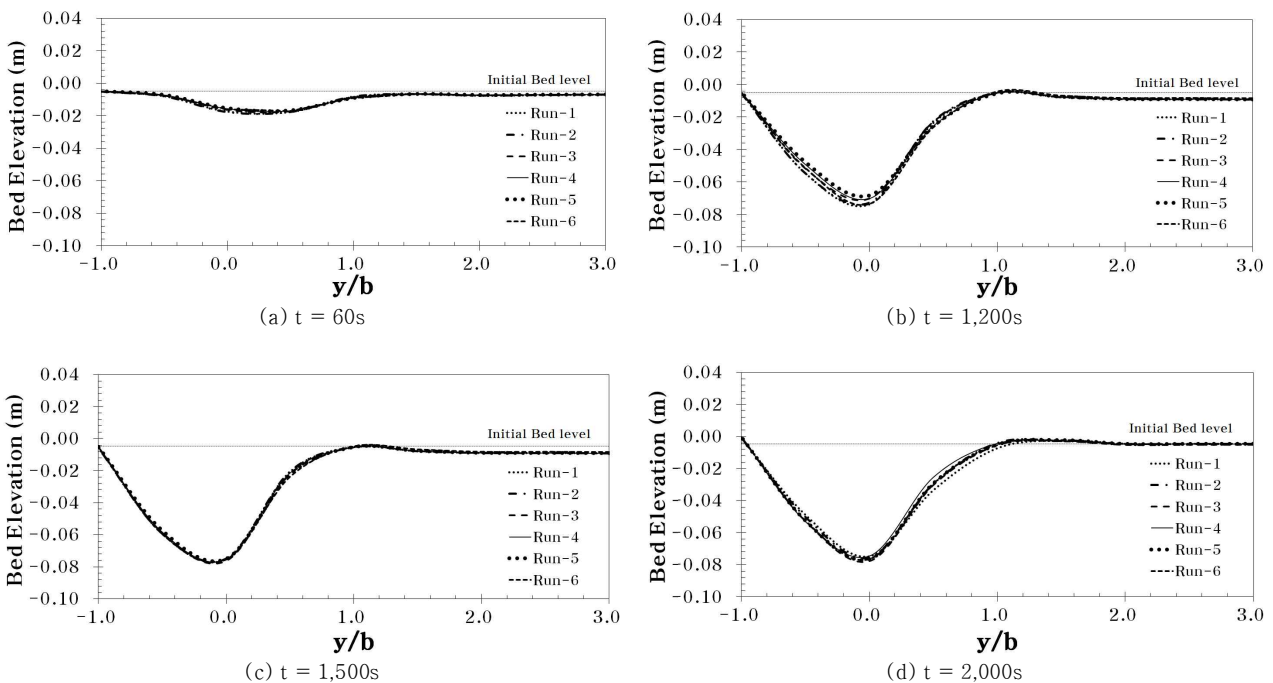 0.04
0.02
0.00
-0.02
-0.04
-0.06
-0.08
-0.10
Bed Elevation (m)
Initial Bed level
Run-1
Run-2
Run-3
Run-4
Run-5
Run-6
-1.0 0.0 1.0 2.0 3.0
y/b
(a) t = 60s
0.04
0.02
0.00
-0.02
-0.04
-0.06
-0.08
-0.10
Bed Elevation (m)
Initial Bed level
Run-1
Run-2
Run-3
Run-4
Run-5
Run-6
-1.0 0.0 1.0 2.0 3.0
y/b
(b) t = 1,200s
0.04
0.02
0.00
-0.02
-0.04
-0.06
-0.08
-0.10
Bed Elevation (m)
Initial Bed level
Run-1
Run-2
Run-3
Run-4
Run-5
Run-6
-1.0 0.0 1.0 2.0 3.0
y/b
(c) t = 1,500s
0.04
0.02
0.00
-0.02
-0.04
-0.06
-0.08
-0.10
Bed Elevation (m)
Initial Bed level
Run-1
Run-2
Run-3
Run-4
Run-5
Run-6
-1.0 0.0 1.0 2.0 3.0
y/b
(d) t = 2,000s